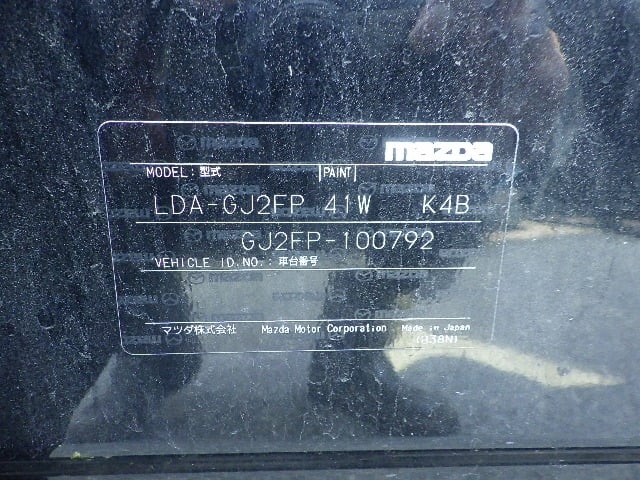 mazda
MODEL:型式 PAINT
LDA-GJ2FP 41W K4B
GJ2FP-100792
VEHICLE ID.NO.:車台番号
マツダ株式会社 Mazda Motor Corporation Made in Japan